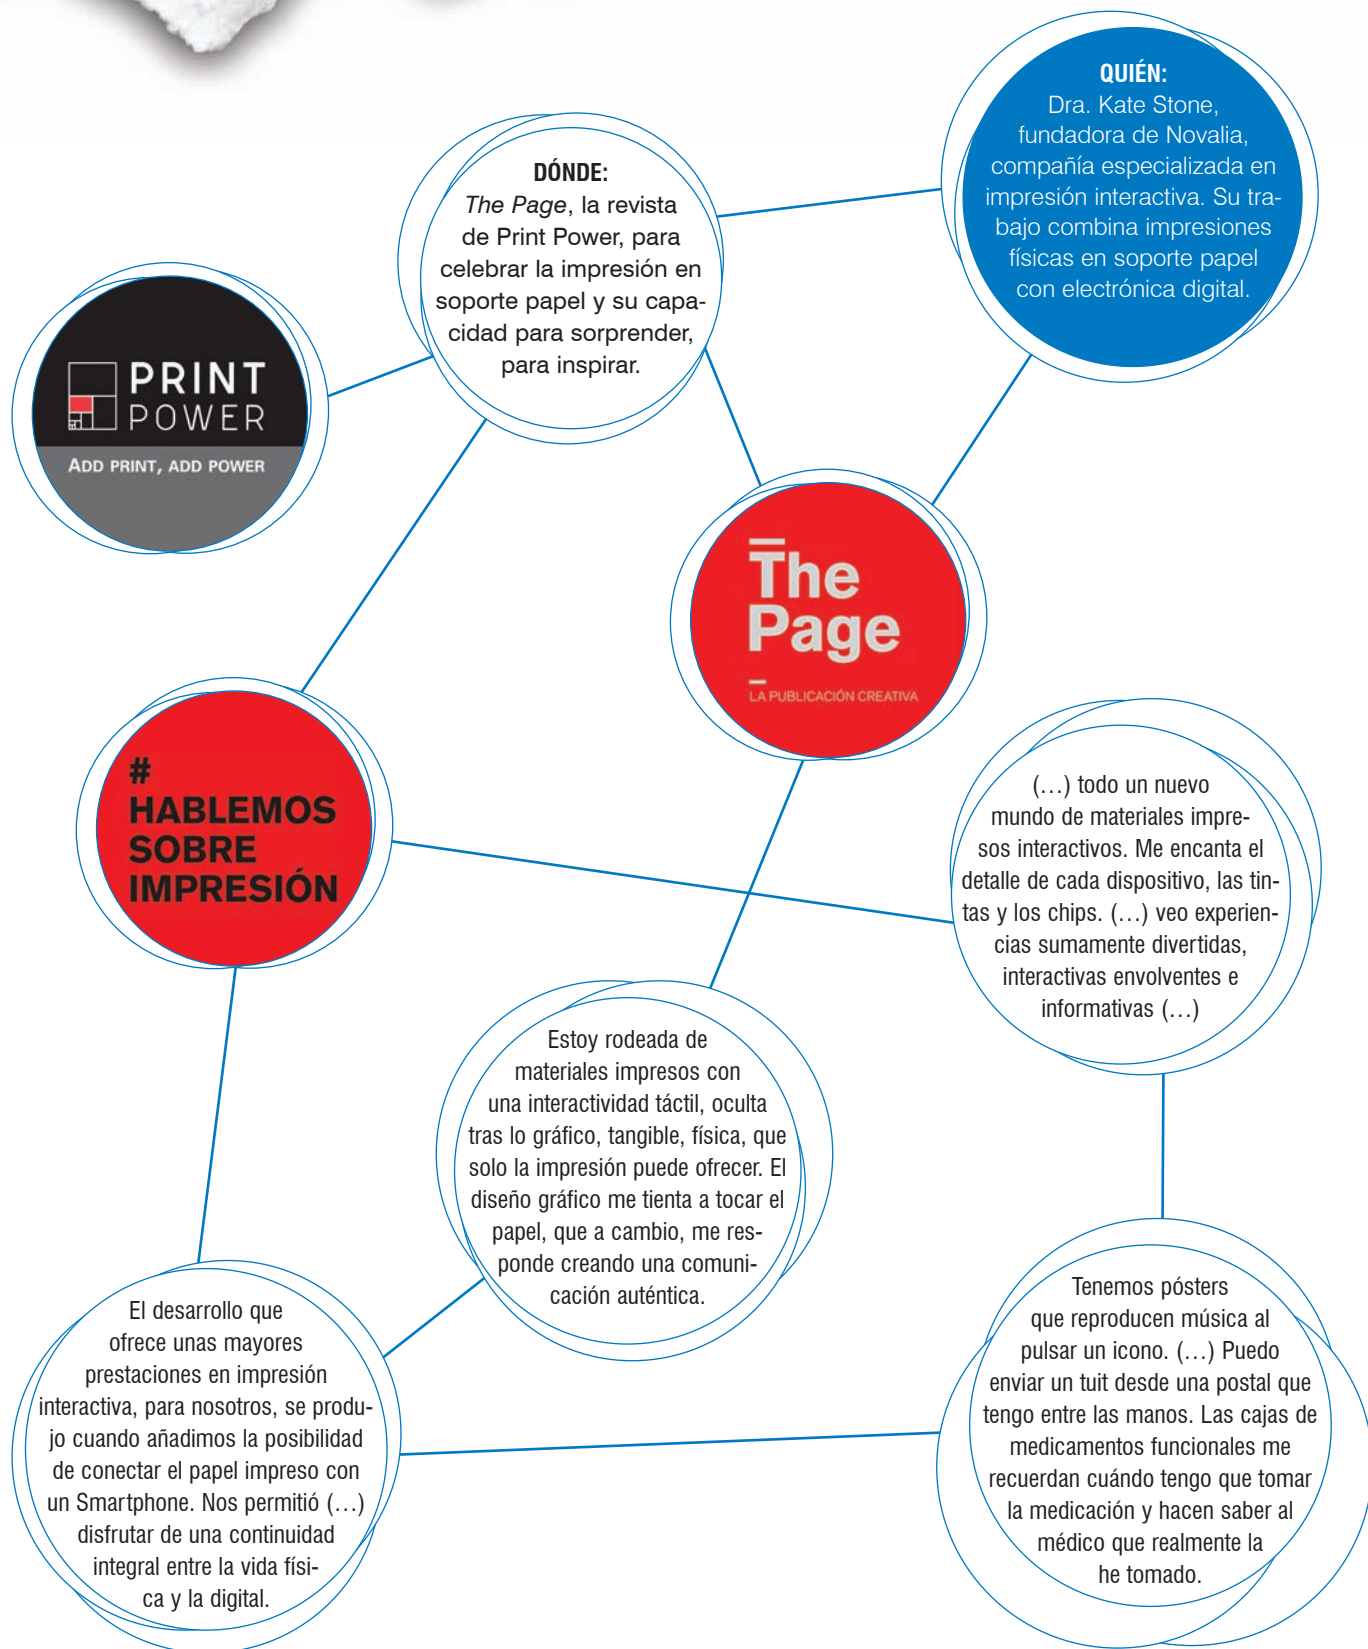 QUIÉN:
Dra. Kate Stone,
fundadora de Novalia,
compañía especializada en
impresión interactiva. Su tra-
bajo combina impresiones
físicas en soporte papel
con electrónica digital.
DÓNDE:
The Page, la revista
de Print Power, para
celebrar la impresión en
soporte papel y su capa-
cidad para sorprender,
para inspirar.
PRINT
POWER
ADD PRINT, ADD POWER
The
Page
LA PUBLICACIÓN CREATIVA
#
HABLEMOS
SOBRE
IMPRESIÓN
(…) todo un nuevo
mundo de materiales impre-
sos interactivos. Me encanta el
detalle de cada dispositivo, las tin-
tas y los chips. (…) veo experien-
cias sumamente divertidas,
interactivas envolventes e
informativas (…)
Estoy rodeada de
materiales impresos con
una interactividad táctil, oculta
tras lo gráfico, tangible, física, que
solo la impresión puede ofrecer. El
diseño gráfico me tienta a tocar el
papel, que a cambio, me res-
ponde creando una comuni-
cación auténtica.
El desarrollo que
ofrece unas mayores
prestaciones en impresión
interactiva, para nosotros, se produ-
jo cuando añadimos la posibilidad
de conectar el papel impreso con
un Smartphone. Nos permitió (…)
disfrutar de una continuidad
integral entre la vida físi-
ca y la digital.
Tenemos pósters
que reproducen música al
pulsar un icono. (…) Puedo
enviar un tuit desde una postal que
tengo entre las manos. Las cajas de
medicamentos funcionales me
recuerdan cuándo tengo que tomar
la medicación y hacen saber al
médico que realmente la
he tomado.